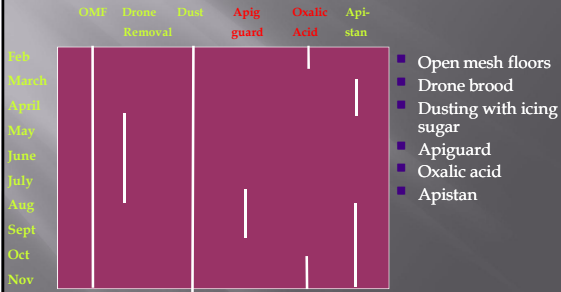 OMF Drone Dust Apig Oxalic Api-
Removal guard Acid stan
Feb
March
April
May
June
July
Aug
Sept
Oct
Nov
Open mesh floors
Drone brood
Dusting with icing
sugar
Apiguard
Oxalic acid
Apistan